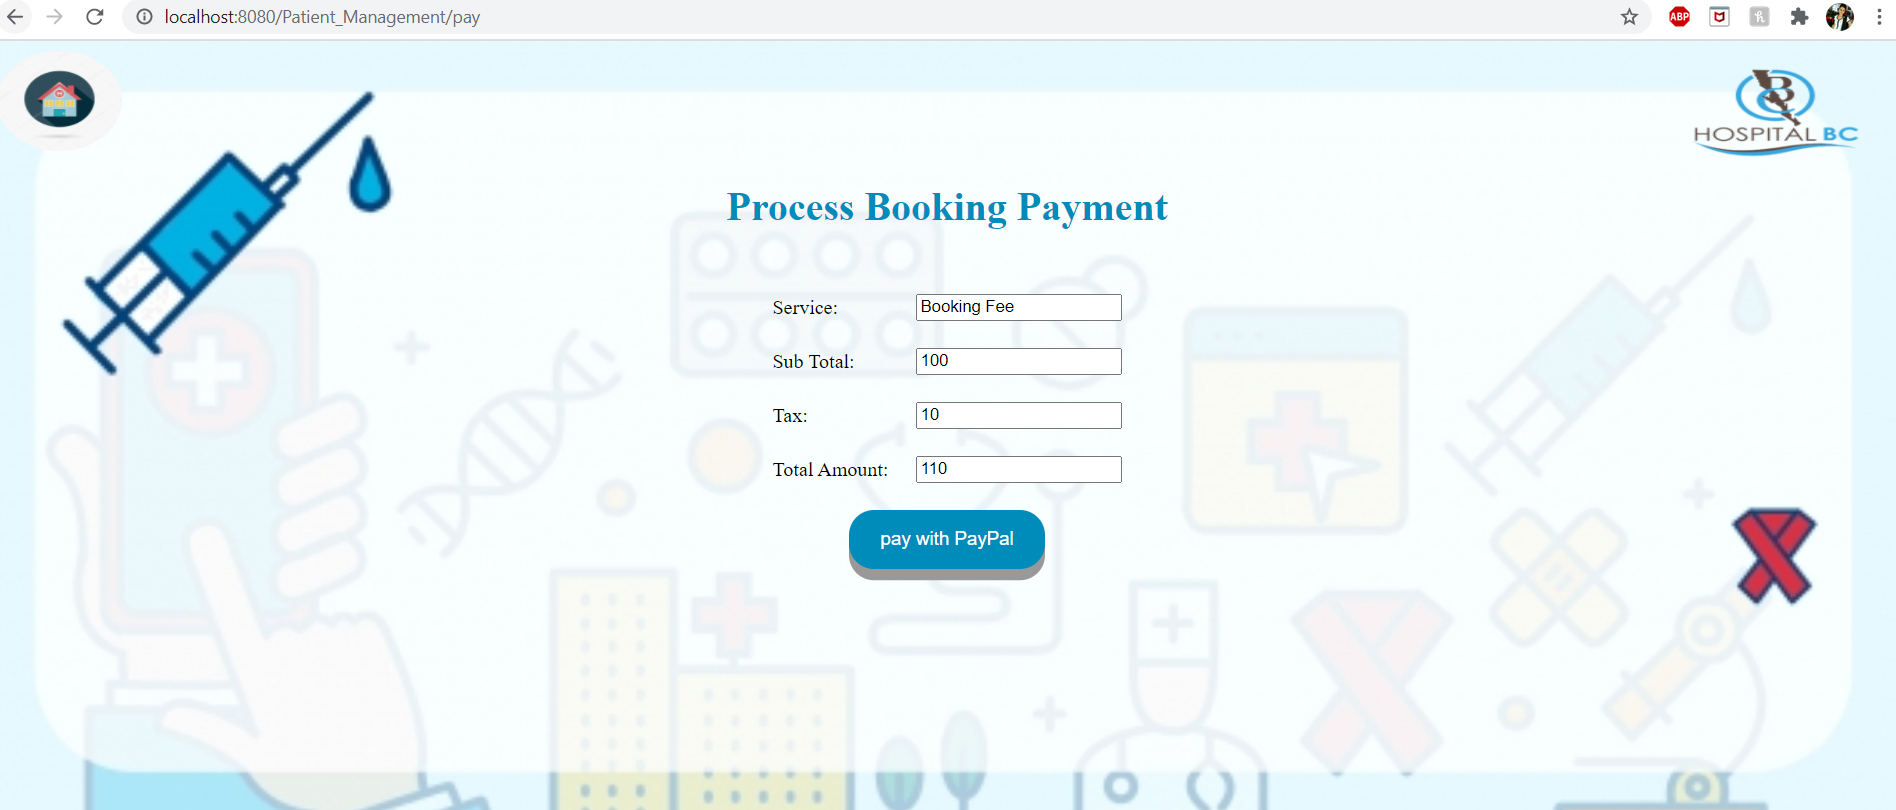 localhost:8080/Patient_Management/pay
ABP
HOSPITAL BC
Process Booking Payment
Service: Booking Fee
Sub Total: 100
Tax: 10
Total Amount: 110
pay with PayPal